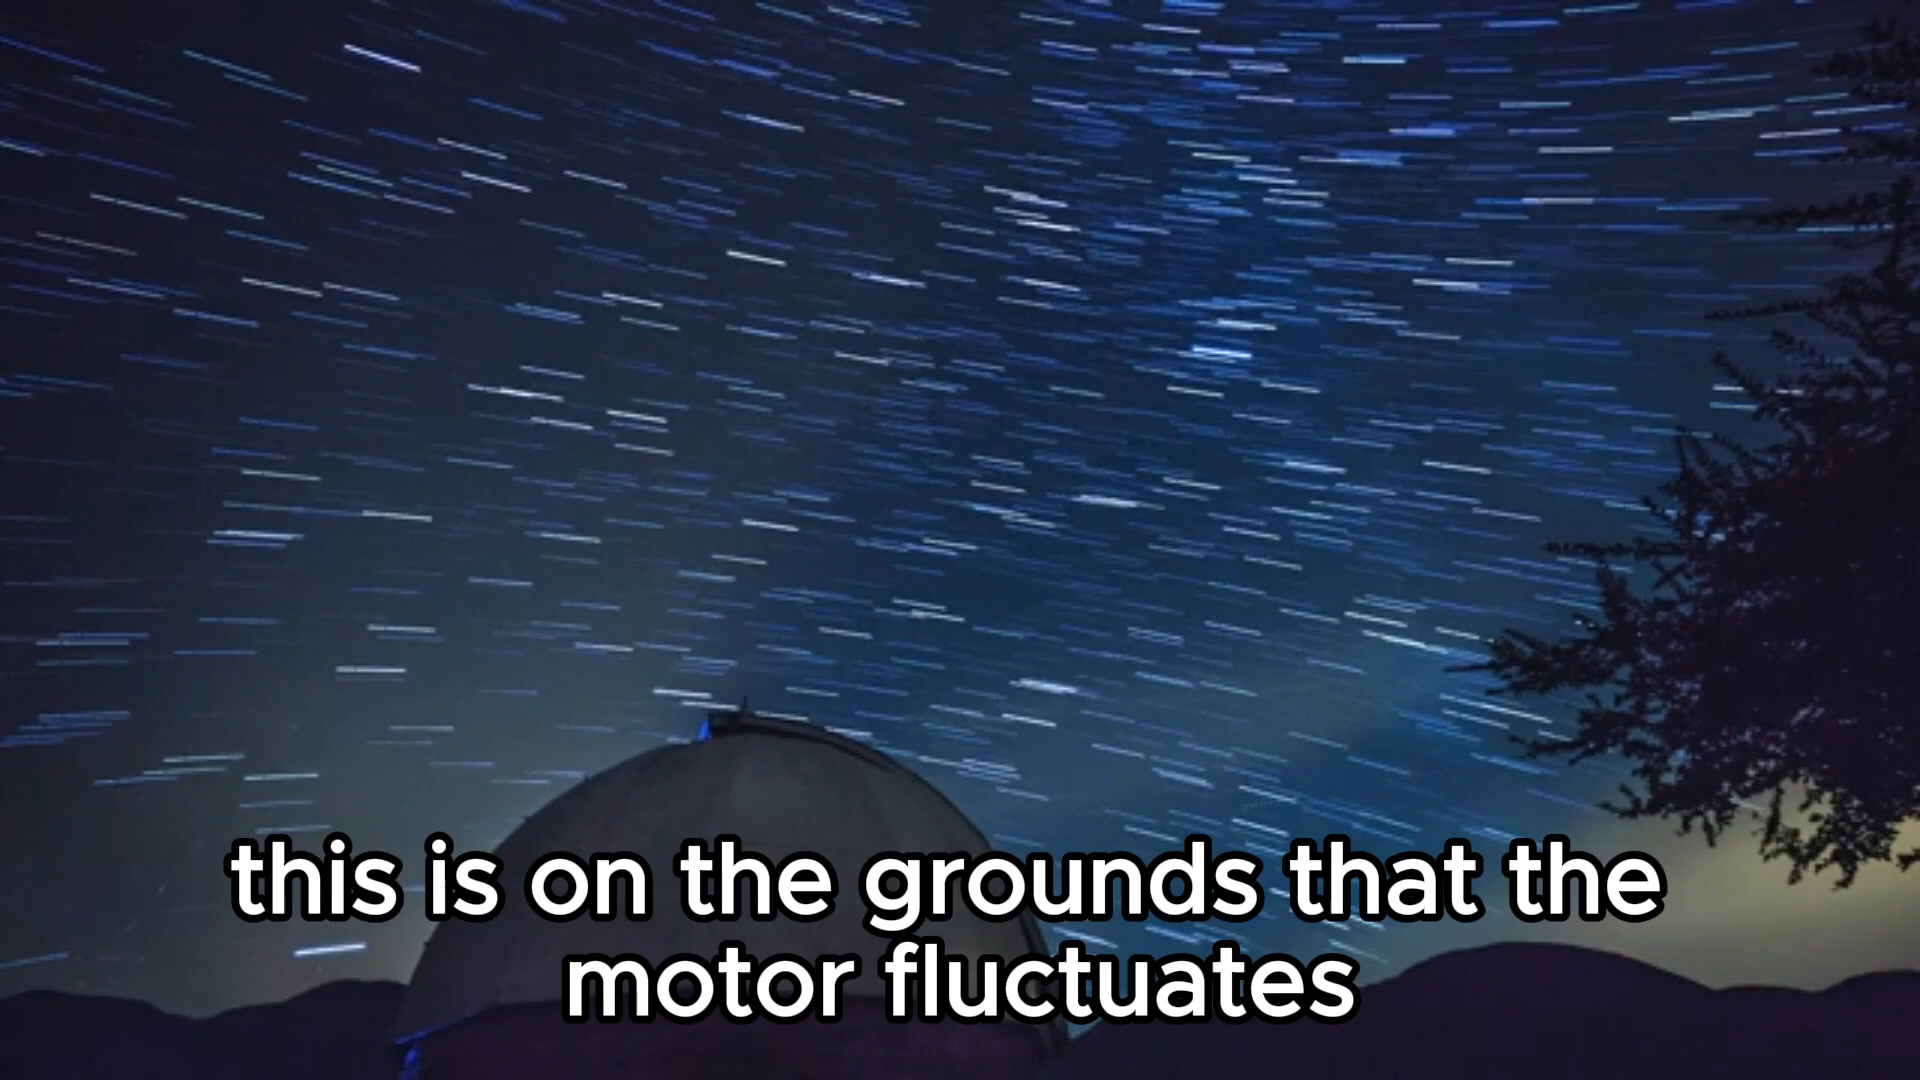 this is on the grounds that the
motor fluctuates